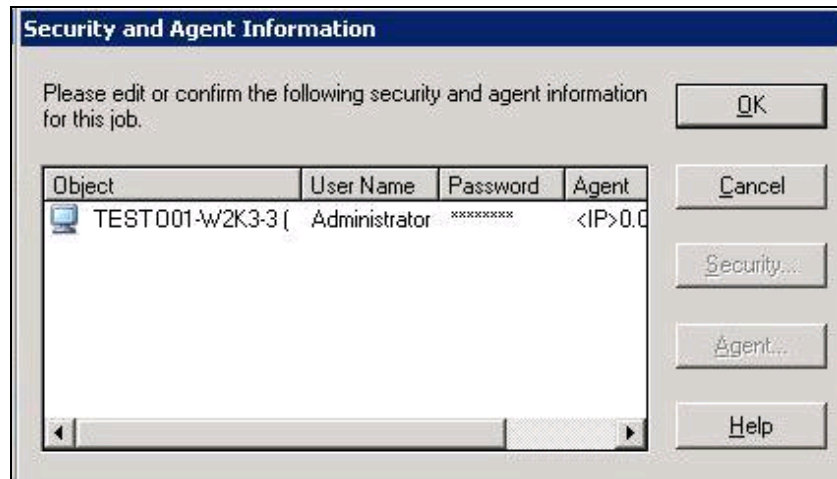 Security and Agent Information
Please edit or confirm the following security and agent information
for this job.
OK
Cancel
Security...
Agent...
Help
Object User Name Password Agent
TESTO01-W2K3-3 ( Administrator ******** <IP>0.0